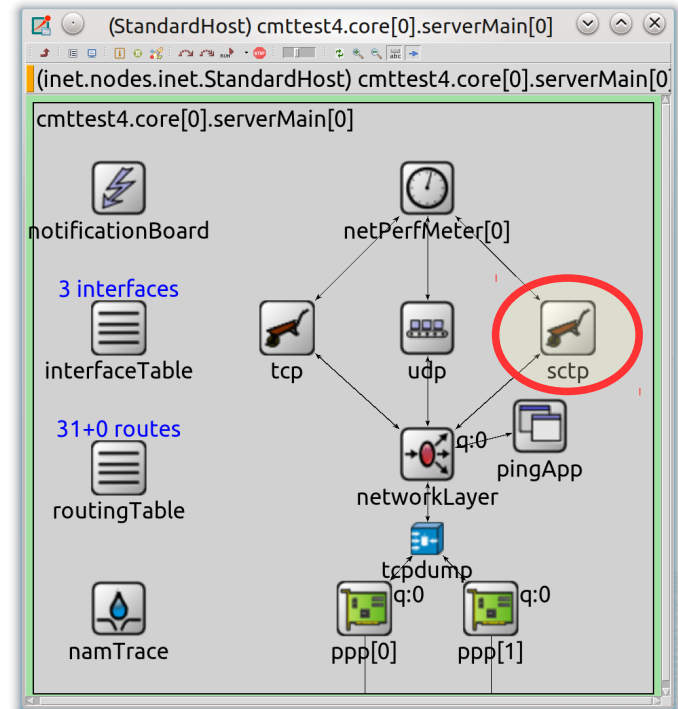 (StandardHost) cmttest4.core[0].serverMain[0]
(inet.nodes.inet.StandardHost) cmttest4.core[0].serverMain[0]
cmttest4.core[0].serverMain[0]
notificationBoard
netPerfMeter[0]
3 interfaces
interfaceTable
tcp
udp
sctp
31+0 routes
routingTable
q:0
networkLayer
pingApp
tcpdump
q:0
q:0
namTrace
ppp[0]
ppp[1]